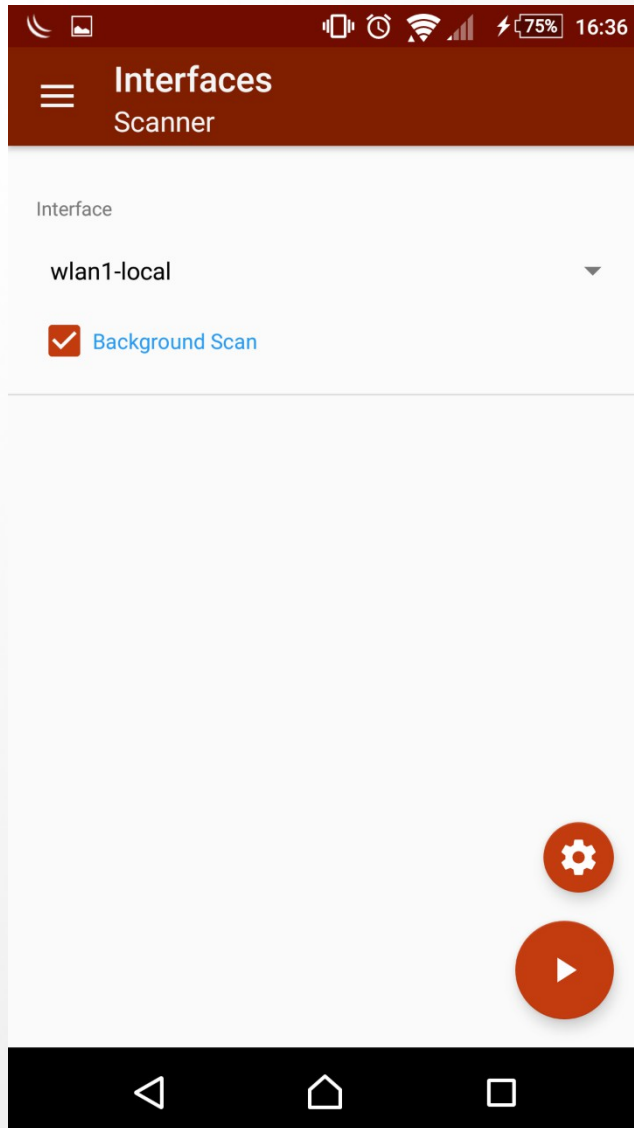 75% 16:36
Interfaces
Scanner
Interface
wlan1-local
Background Scan